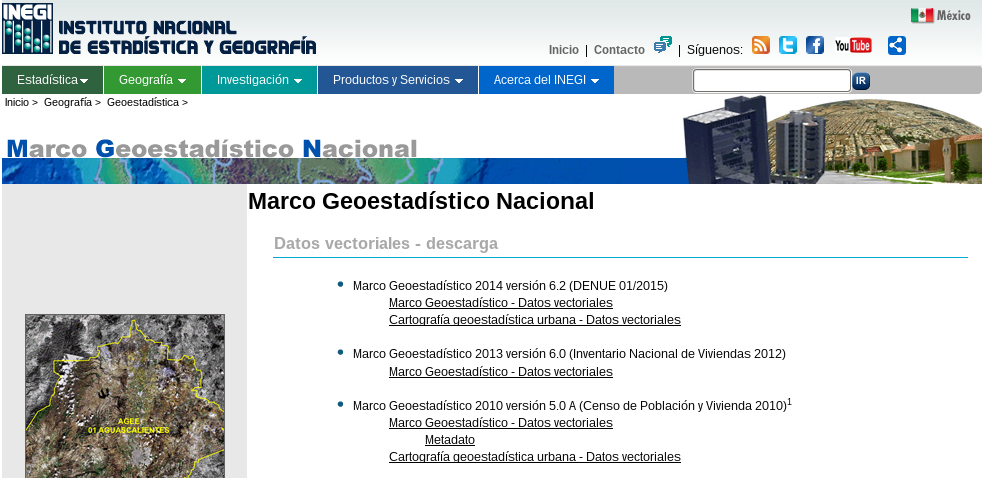 INEGI
INSTITUTO NACIONAL
DE ESTADÍSTICA Y GEOGRAFÍA
México
Inicio | Contacto | Síguenos: You Tube
Estadística Geografía Investigación Productos y Servicios Acerca del INEGI IR
Inicio > Geografía > Geoestadística >
Marco Geoestadístico Nacional
Marco Geoestadístico Nacional
Datos vectoriales - descarga
• Marco Geoestadístico 2014 versión 6.2 (DENUE 01/2015)
Marco Geoestadístico - Datos vectoriales
Cartografía geoestadística urbana - Datos vectoriales
• Marco Geoestadístico 2013 versión 6.0 (Inventario Nacional de Viviendas 2012)
Marco Geoestadístico - Datos vectoriales
• Marco Geoestadístico 2010 versión 5.0 A (Censo de Población y Vivienda 2010)1
Marco Geoestadístico - Datos vectoriales
Metadato
Cartografía geoestadística urbana - Datos vectoriales
AGEE:
01 AGUASCALIENTES